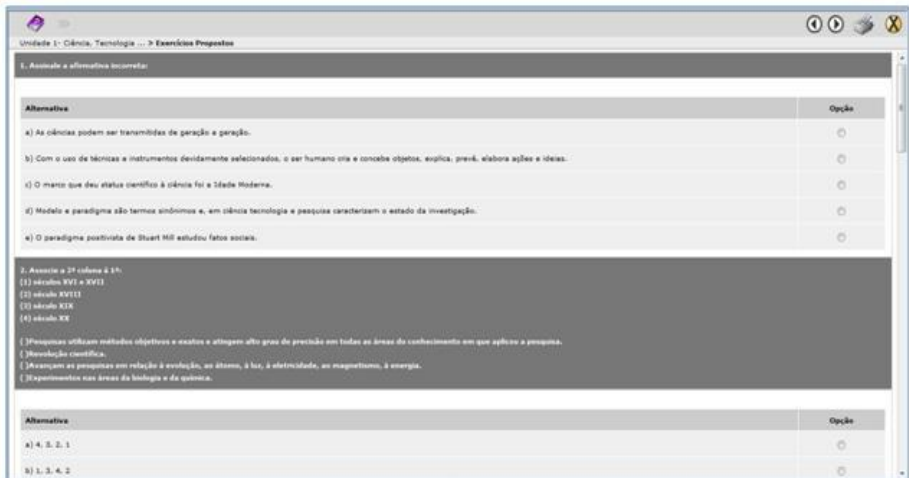 Unidade 1- Ciência, Tecnologia ... > Exercícios Propostos
1. Assinale a afirmativa incorreta:
Alternativa Opção
a) As ciências podem ser transmitidas de geração a geração.
b) Com o uso de técnicas e instrumentos devidamente selecionados, o ser humano cria e concebe objetos, explica, prevê, elabora ações e ideias.
c) O marco que deu status científico à ciência foi a Idade Moderna.
d) Modelo e paradigma são termos sinônimos e, em ciência tecnologia e pesquisa caracterizam o estado da investigação.
e) O paradigma positivista de Stuart Mill estudou fatos sociais.
2. Associe a 2ª coluna à 1ª:
(1) séculos XVI e XVII
(2) século XVIII
(3) século XIX
(4) século XX
( )Pesquisas utilizam métodos objetivos e exatos e atingem alto grau de precisão em todas as áreas do conhecimento em que aplicou a pesquisa.
( )Revolução científica.
( )Avançam as pesquisas em relação à evolução, ao átomo, à luz, à eletricidade, ao magnetismo, à energia.
( )Experimentos nas áreas da biologia e da química.
Alternativa Opção
a) 4, 3, 2, 1
b) 1, 3, 4, 2